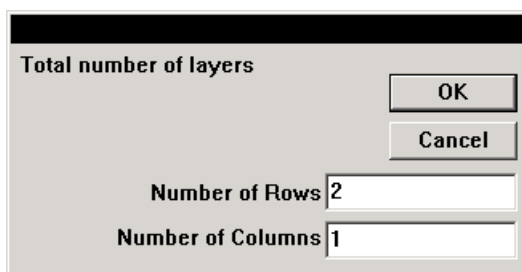 Total number of layers
OK
Cancel
Number of Rows 2
Number of Columns 1